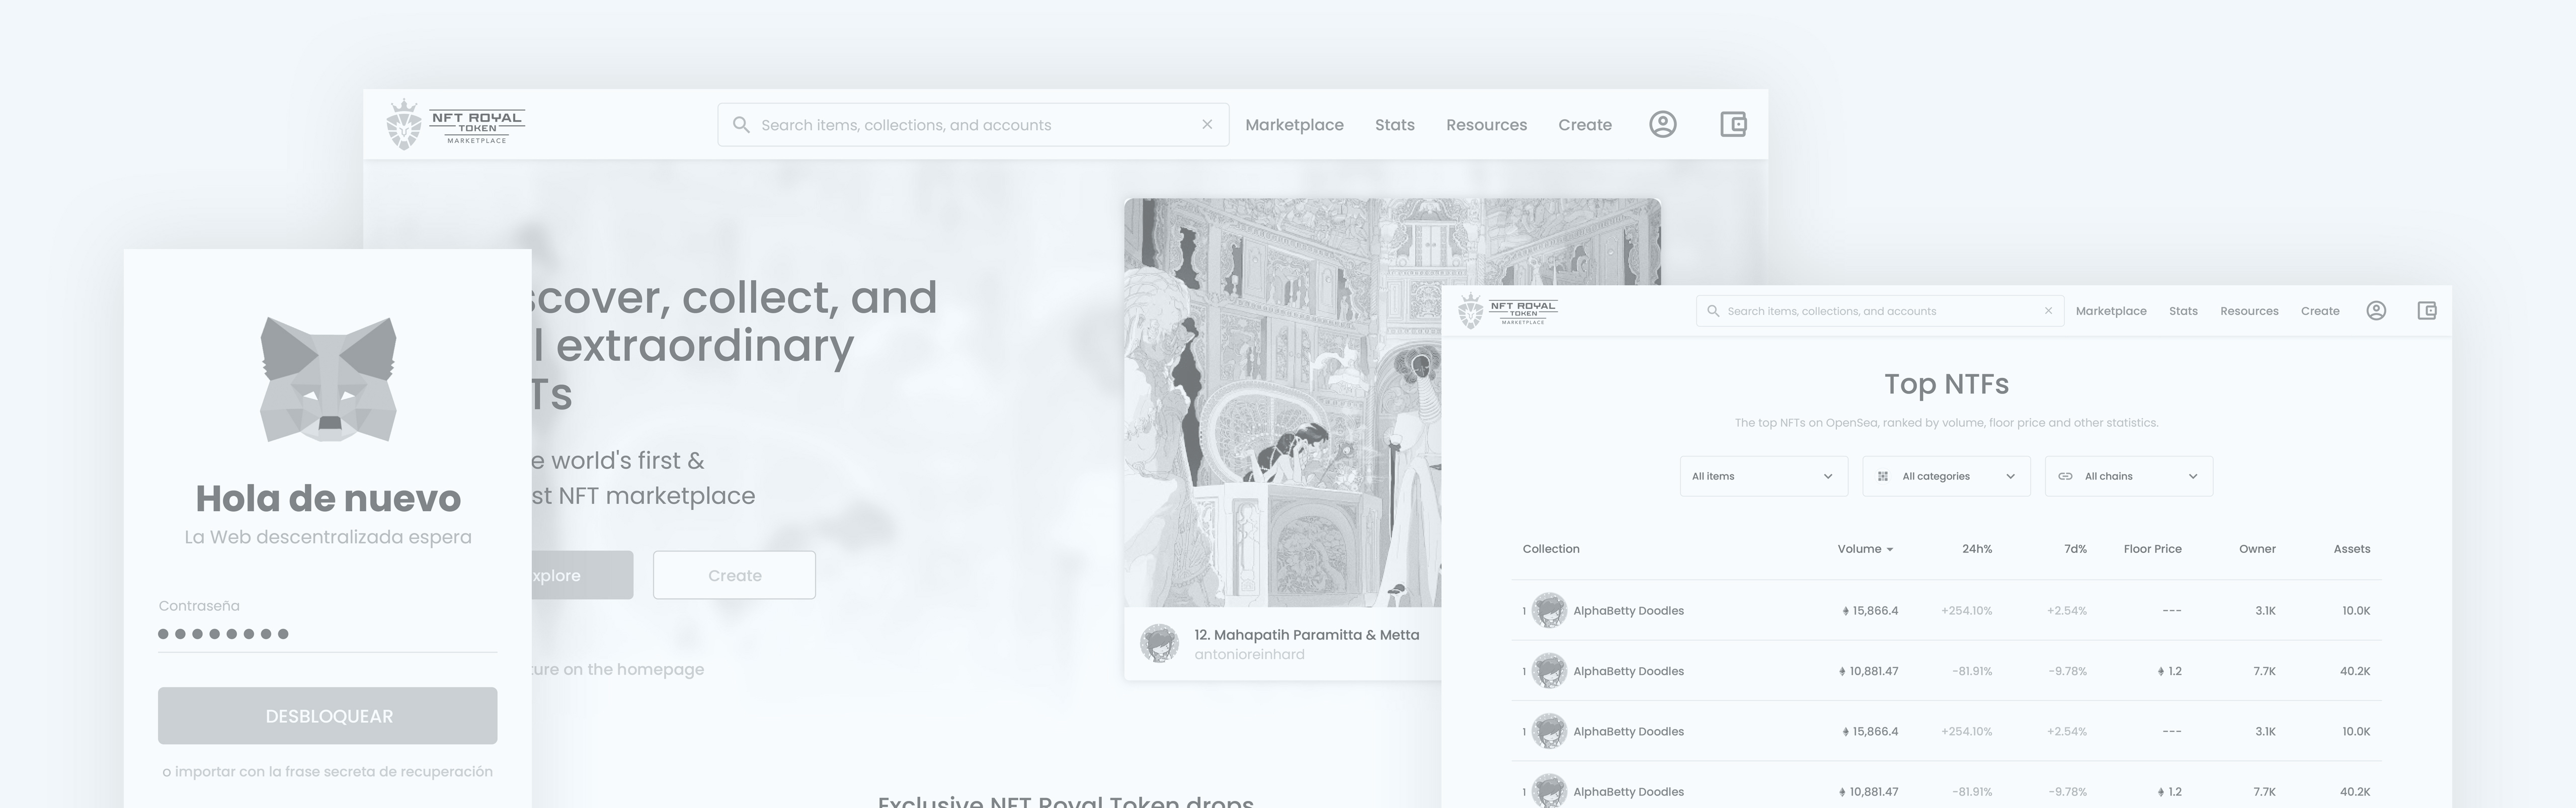 NFT ROYAL
TOKEN
MARKETPLACE
Search items, collections, and accounts
Marketplace
Stats
Resources
Create
scover, collect, and
l extraordinary
Ts
e world's first &
st NFT marketplace
xplore
Create
ture on the homepage
12. Mahapatih Paramitta & Metta
antonioreinhard
Exclusive NFT Royal Token drops
Hola de nuevo
La Web descentralizada espera
Contraseña
DESBLOQUEAR
o importar con la frase secreta de recuperación
NFT ROYAL
TOKEN
MARKETPLACE
Search items, collections, and accounts
Marketplace
Stats
Resources
Create
Top NTFs
The top NFTs on OpenSea, ranked by volume, floor price and other statistics.
All items
All categories
All chains
Collection Volume 24h% 7d% Floor Price Owner Assets
1 AlphaBetty Doodles 15,866.4 +254.10% +2.54% --- 3.1K 10.0K
1 AlphaBetty Doodles 10,881.47 -81.91% -9.78% 1.2 7.7K 40.2K
1 AlphaBetty Doodles 15,866.4 +254.10% +2.54% --- 3.1K 10.0K
1 AlphaBetty Doodles 10,881.47 -81.91% -9.78% 1.2 7.7K 40.2K